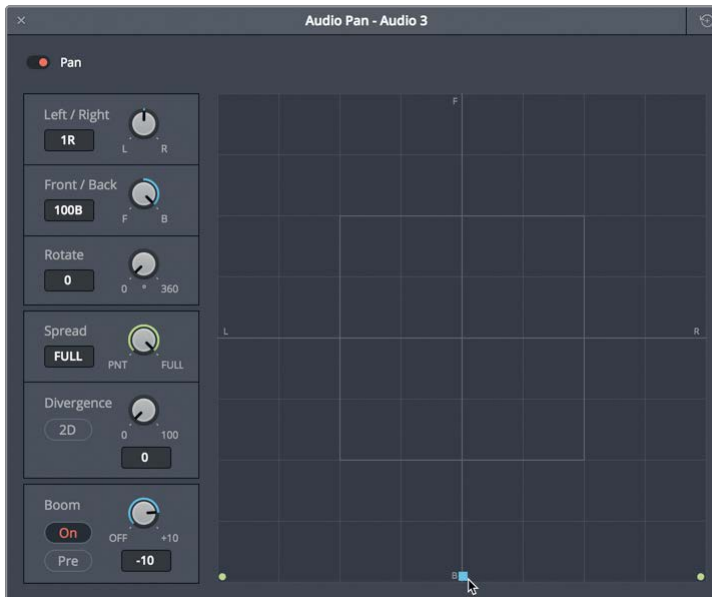 × Audio Pan - Audio 3
Pan
Left / Right
1R
L R
Front / Back
100B
F B
Rotate
0
0 ° 360
Spread
FULL
PNT FULL
Divergence
2D
0 100
0
Boom
On
OFF +10
Pre
-10
F
L R
B